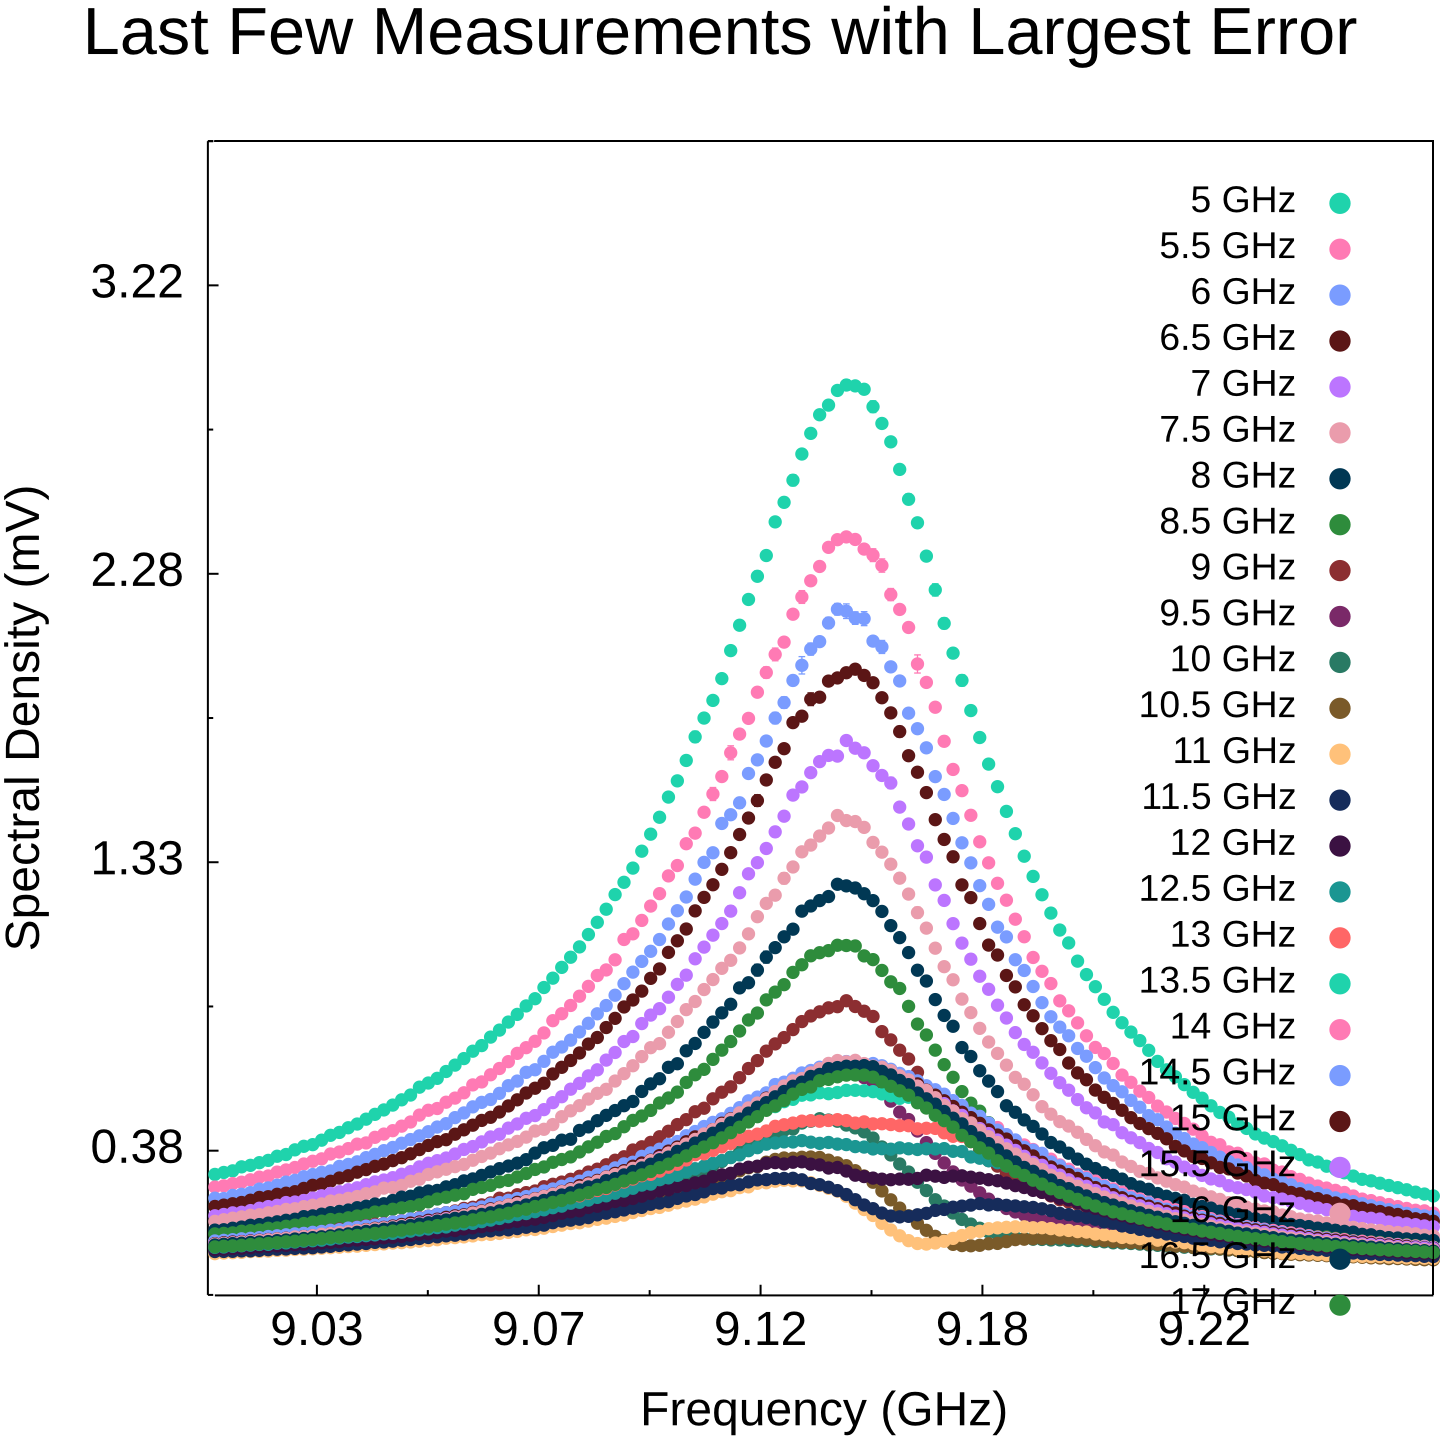 Last Few Measurements with Largest Error
Spectral Density (mV)
3.22
2.28
1.33
0.38
5 GHz
5.5 GHz
6 GHz
6.5 GHz
7 GHz
7.5 GHz
8 GHz
8.5 GHz
9 GHz
9.5 GHz
10 GHz
10.5 GHz
11 GHz
11.5 GHz
12 GHz
12.5 GHz
13 GHz
13.5 GHz
14 GHz
14.5 GHz
15 GHz
15.5 GHz
16 GHz
16.5 GHz
17 GHz
9.03 9.07 9.12 9.18 9.22
Frequency (GHz)